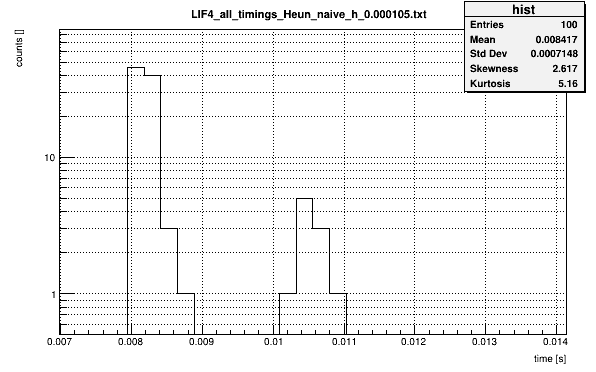 LIF4_all_timings_Heun_naive_h_0.000105.txt
hist
Entries 100
Mean 0.008417
Std Dev 0.0007148
Skewness 2.617
Kurtosis 5.16
counts []
10
1
0.007 0.008 0.009 0.01 0.011 0.012 0.013 0.014
time [s]